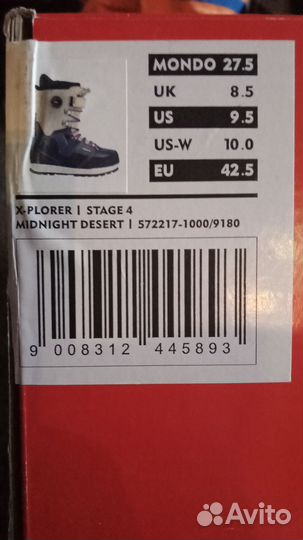 MONDO 27.5
UK 8.5
US 9.5
US-W 10.0
EU 42.5
X-PLORER | STAGE 4
MIDNIGHT DESERT | 572217-1000/9180
9 008312 445893
Avito